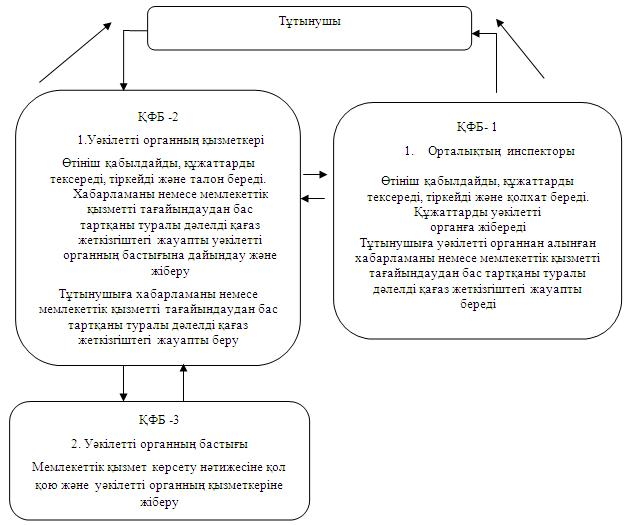 Тұтынушы
ҚФБ -2
1.Уәкілетті органның қызметкері
Өтініш қабылдайды, құжаттарды
тексереді, тіркейді және талон береді.
Хабарламаны немесе мемлекеттік
қызметті тағайындаудан бас
тартқаны туралы дәлелді қағаз
жеткізгіштегі жауапты уәкілетті
органның бастығына дайындау және
жіберу
Тұтынушыға хабарламаны немесе
мемлекеттік қызметті тағайындаудан бас
тартқаны туралы дәлелді қағаз
жеткізгіштегі жауапты беру
ҚФБ- 1
1. Орталықтың инспекторы
Өтініш қабылдайды, құжаттарды
тексереді, тіркейді және қолхат береді.
Құжаттарды уәкілетті
органға жібереді
Тұтынушыға уәкілетті органнан алынған
хабарламаны немесе мемлекеттік қызметті
тағайындаудан бас тартқаны туралы
дәлелді қағаз жеткізгіштегі жауапты
береді
ҚФБ -3
2. Уәкілетті органның бастығы
Мемлекеттік қызмет көрсету нәтижесіне қол
қою және уәкілетті органның қызметкеріне
жіберу